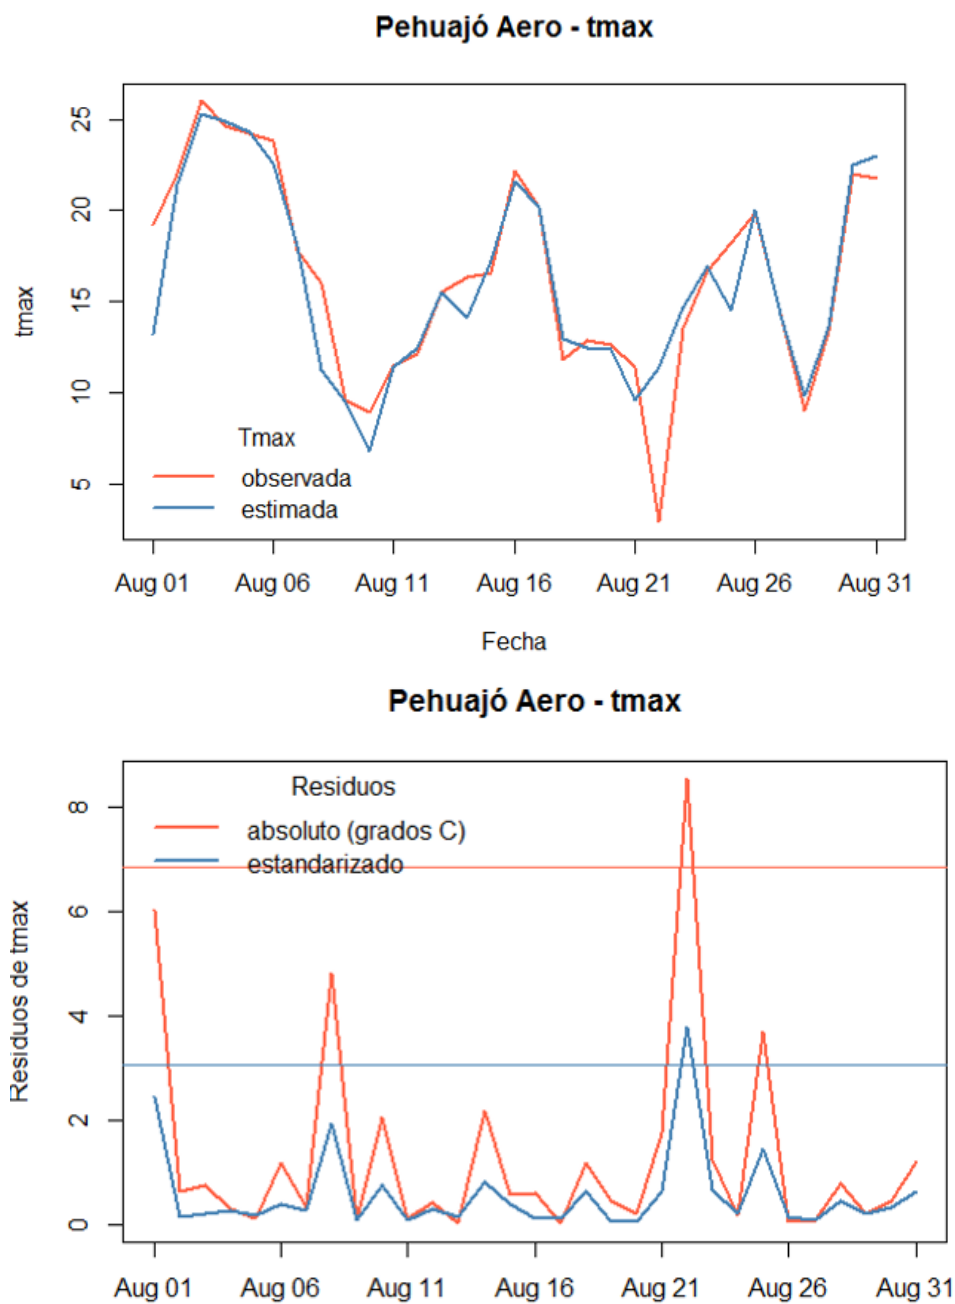 Pehuajó Aero - tmax
25
20
15
10
5
tmax
Tmax
observada
estimada
Aug 01 Aug 06 Aug 11 Aug 16 Aug 21 Aug 26 Aug 31
Fecha
Pehuajó Aero - tmax
8
6
4
2
0
Residuos de tmax
Residuos
absoluto (grados C)
estandarizado
Aug 01 Aug 06 Aug 11 Aug 16 Aug 21 Aug 26 Aug 31